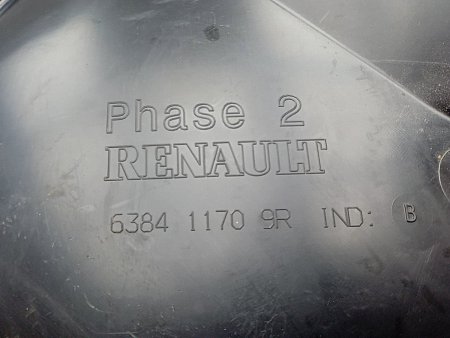 Phase 2
RENAULT
6384 1170 9R IND: B